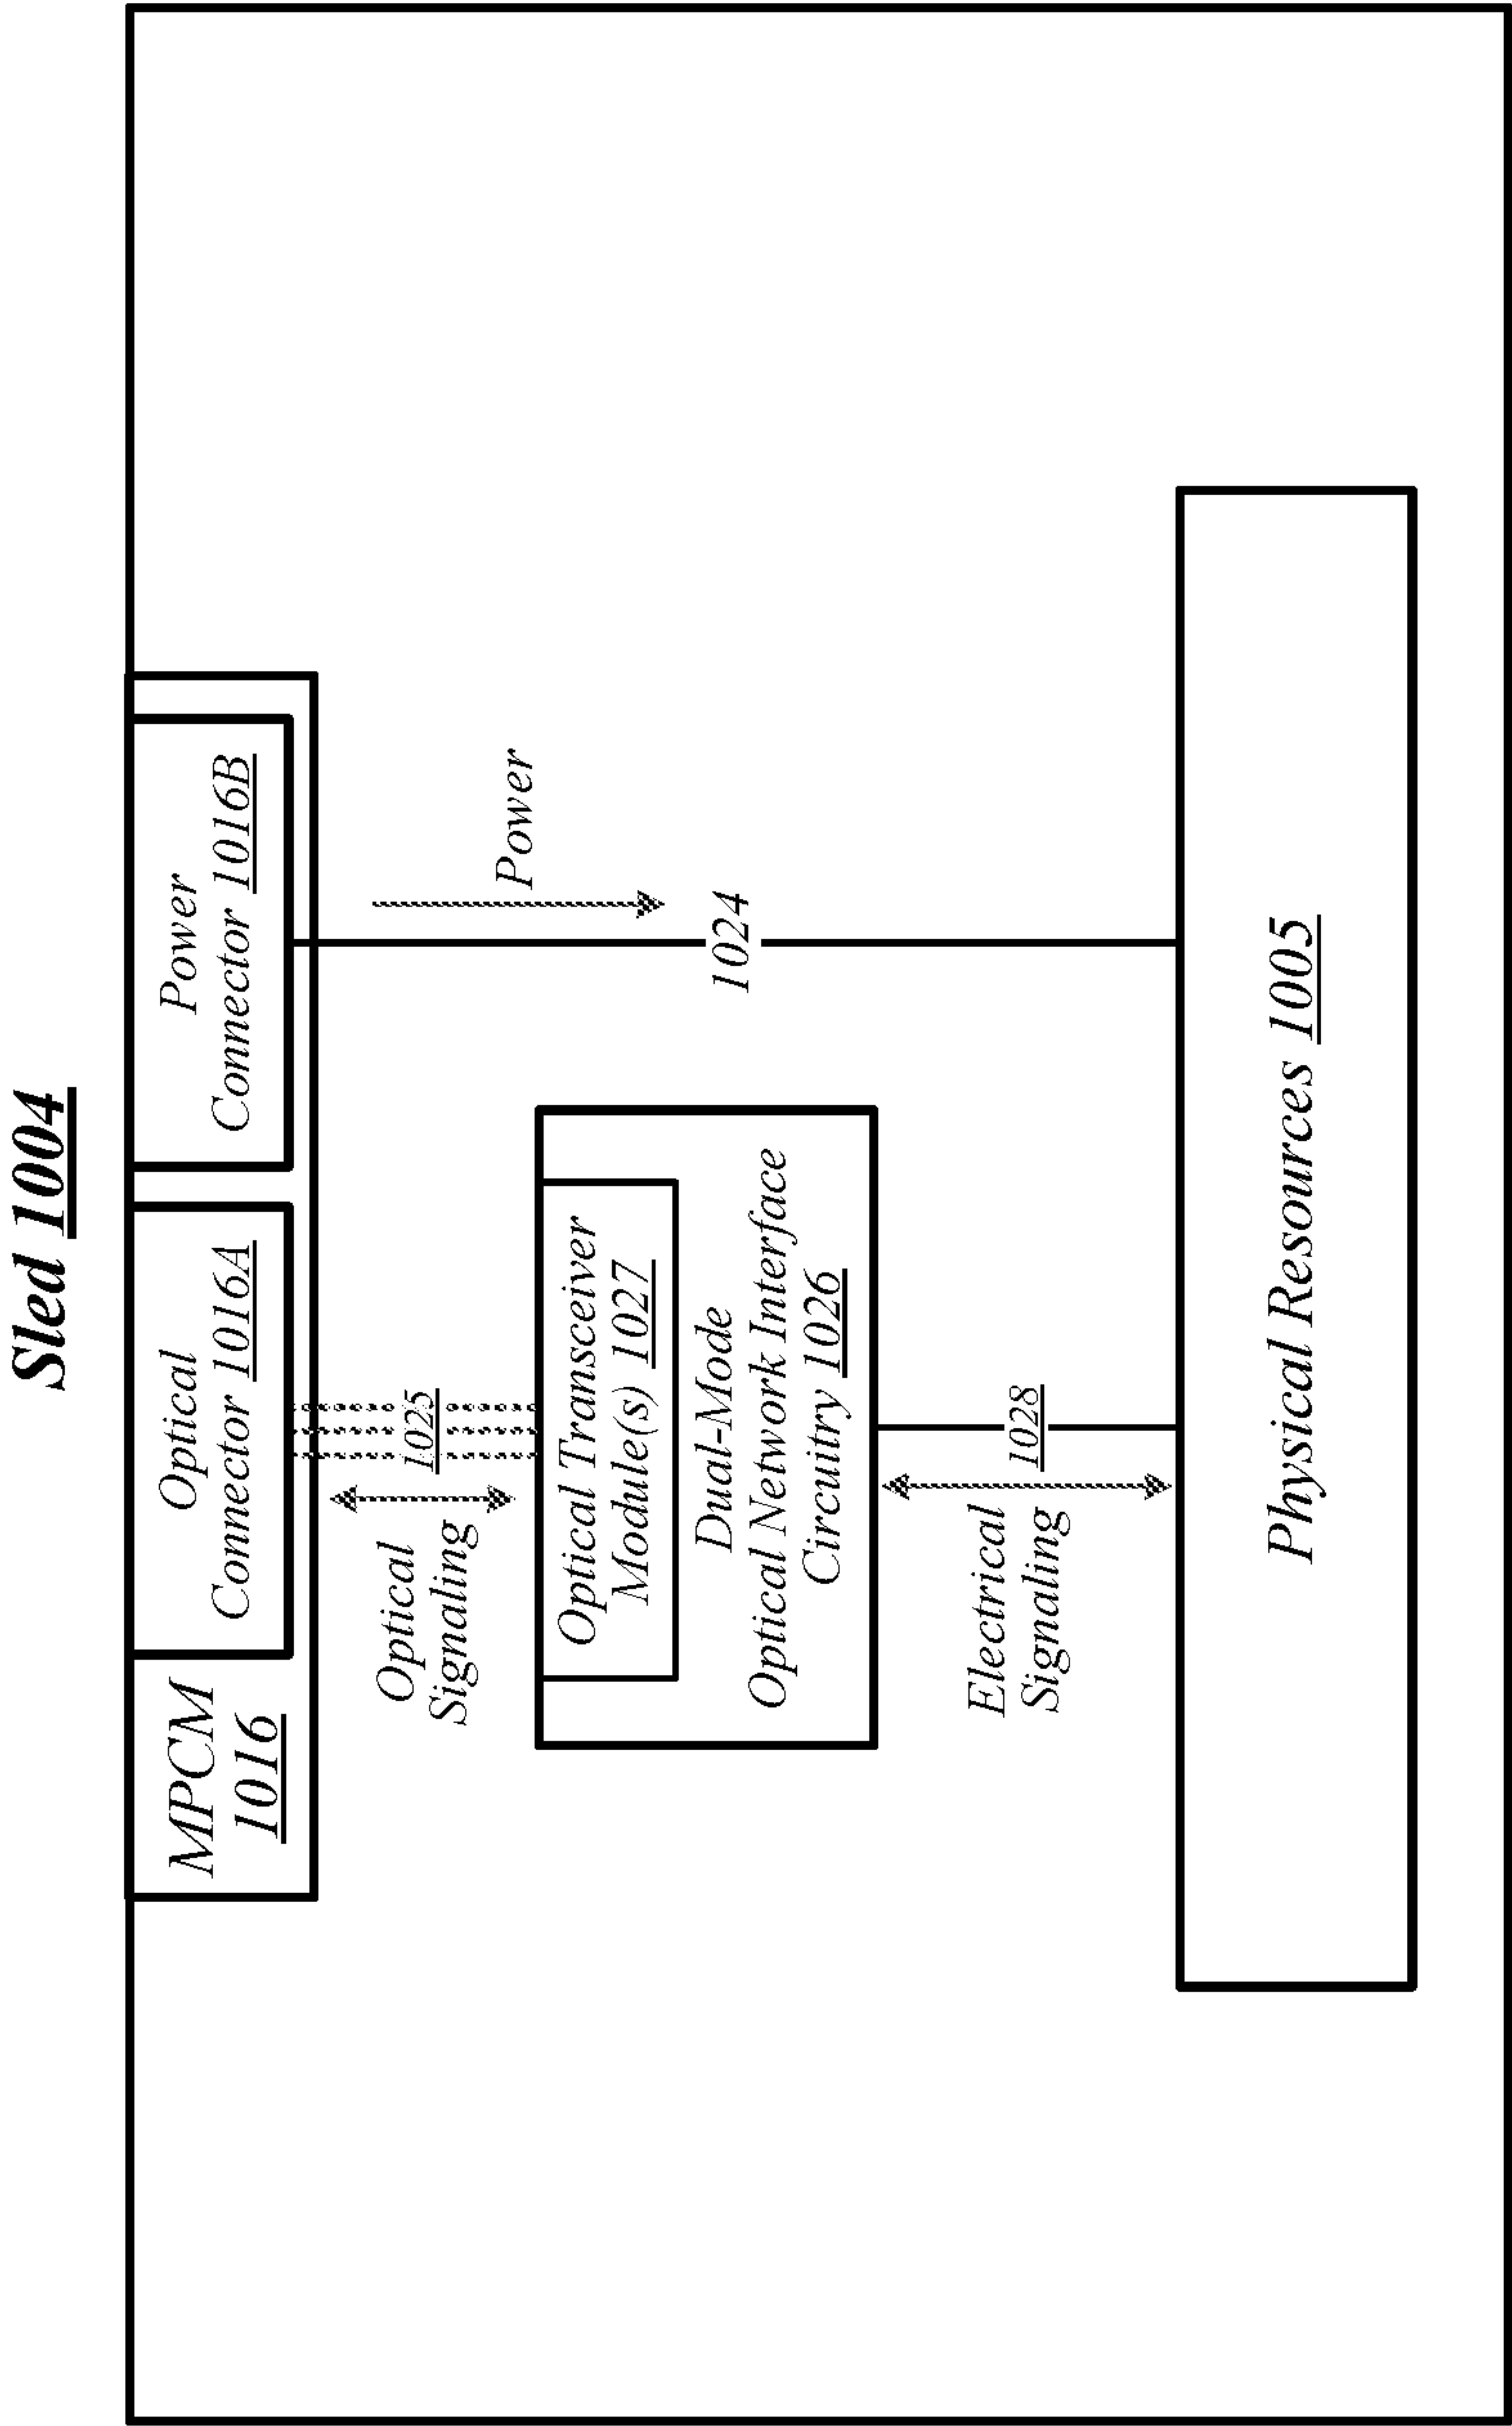 Sled 1004
MPCM
1016
Optical
Connector 1016A
Power
Connector 1016B
Optical
Signaling
1025
Power
Optical Transceiver
Module(s) 1027
Dual-Mode
Optical Network Interface
Circuitry 1026
1024
Electrical
Signaling
1028
Physical Resources 1005